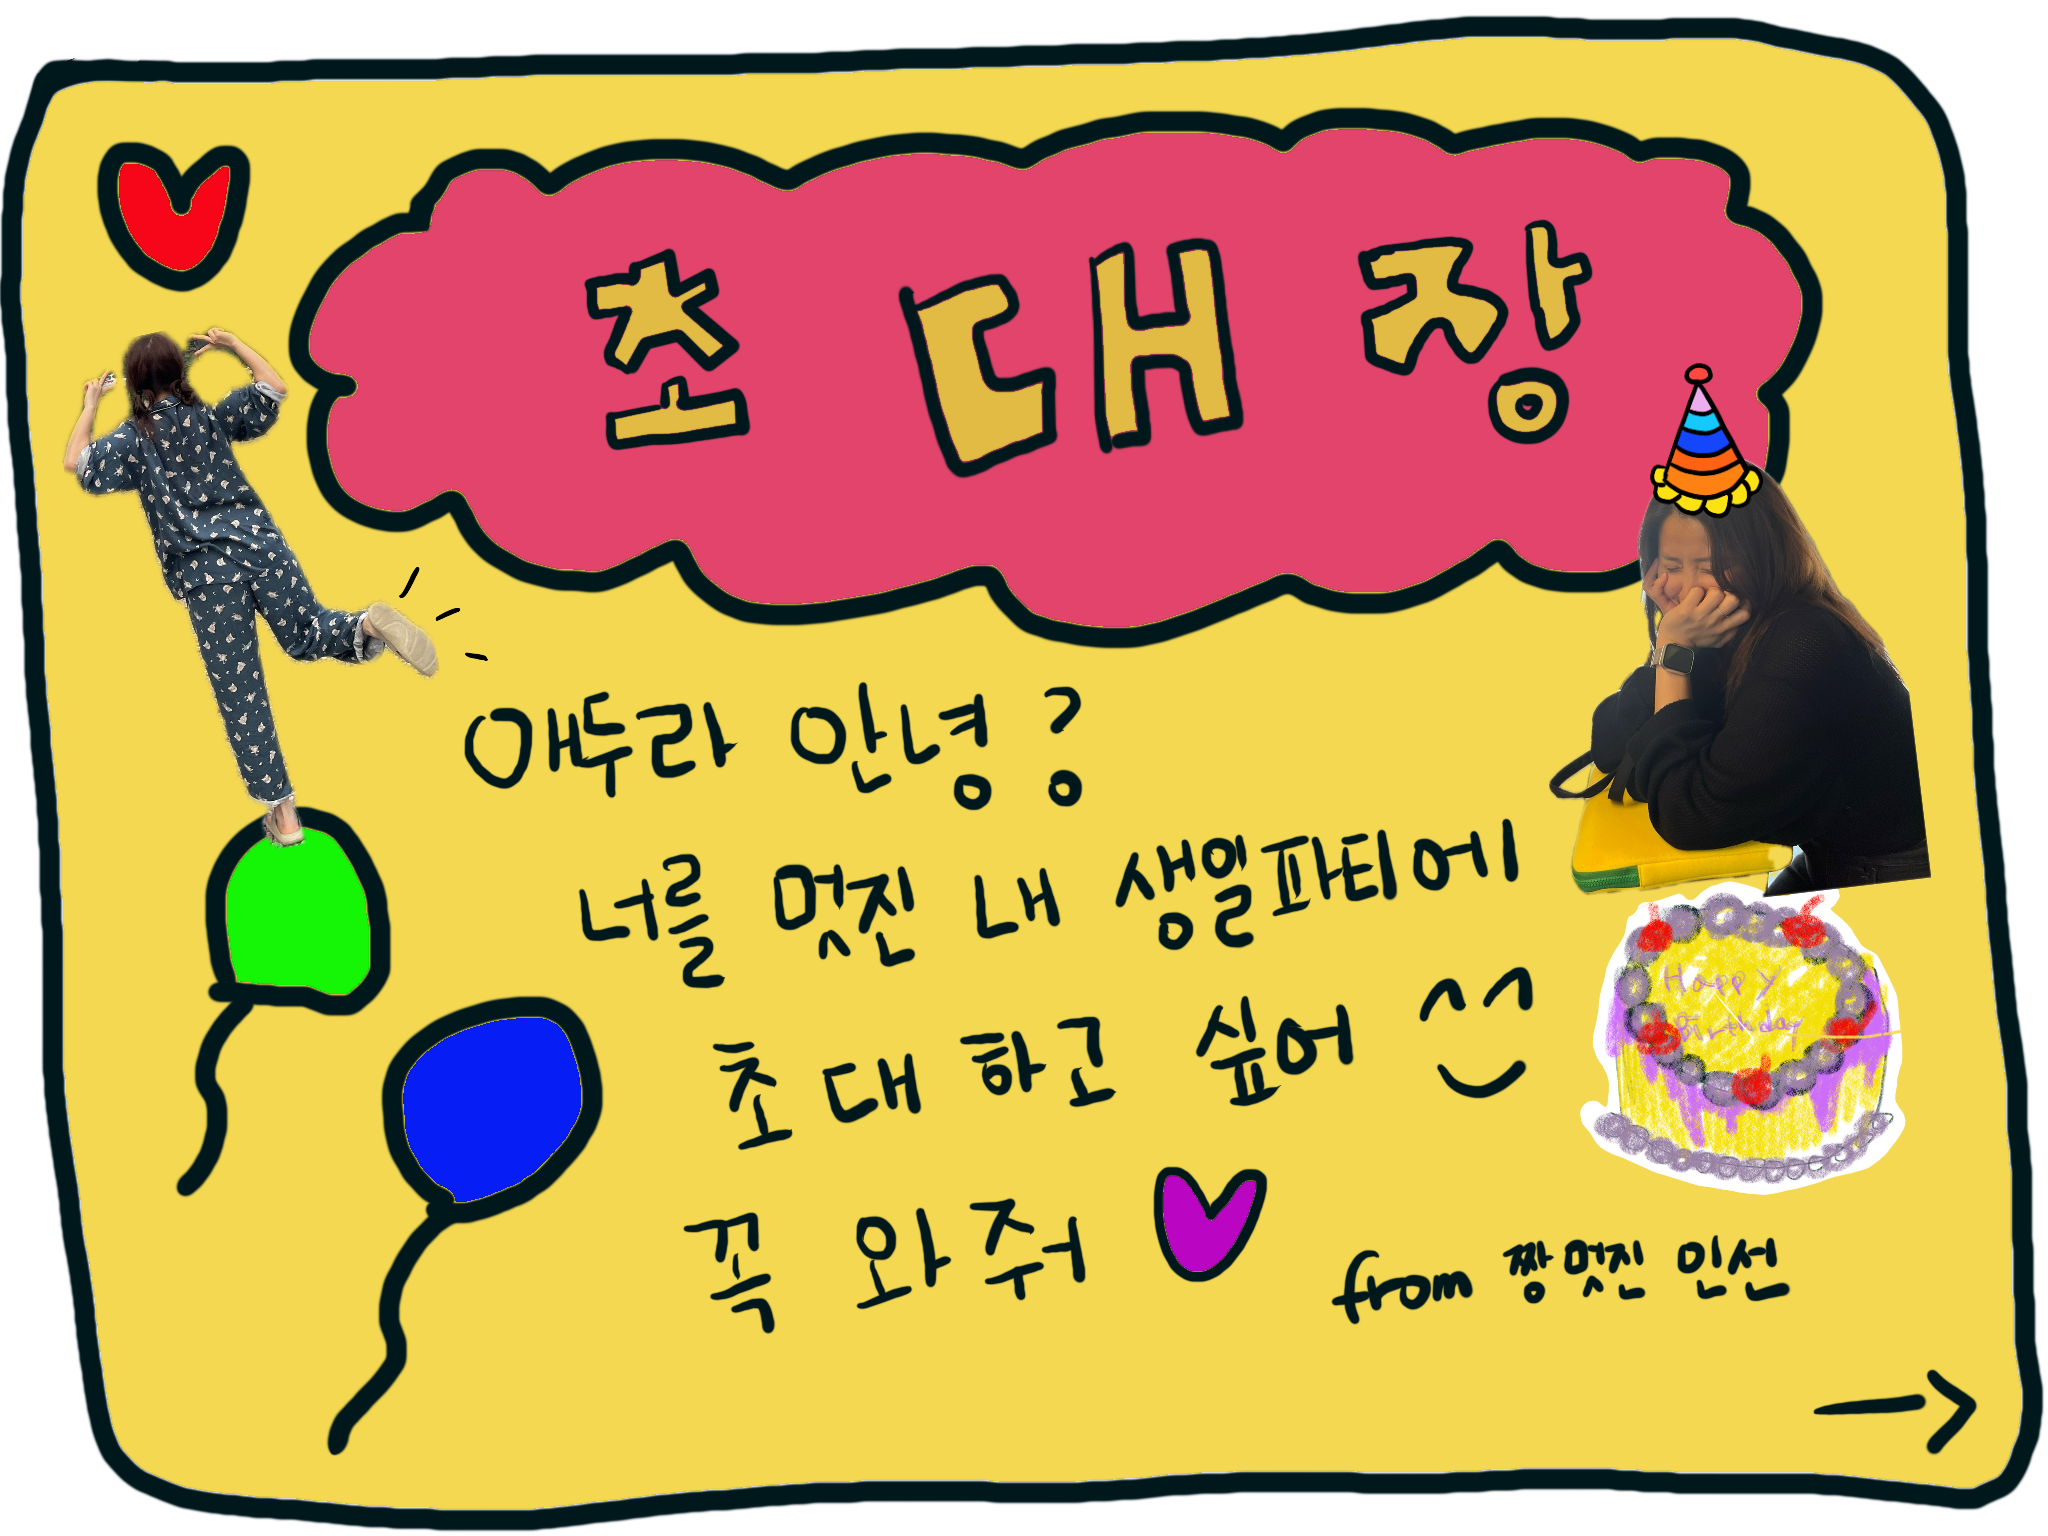 초대장
애두라 안녕?
너를 멋진 내 생일파티에
초대 하고 싶어 ^^
꼭 와줘
from 짱멋진 인선
Happy
Birthday